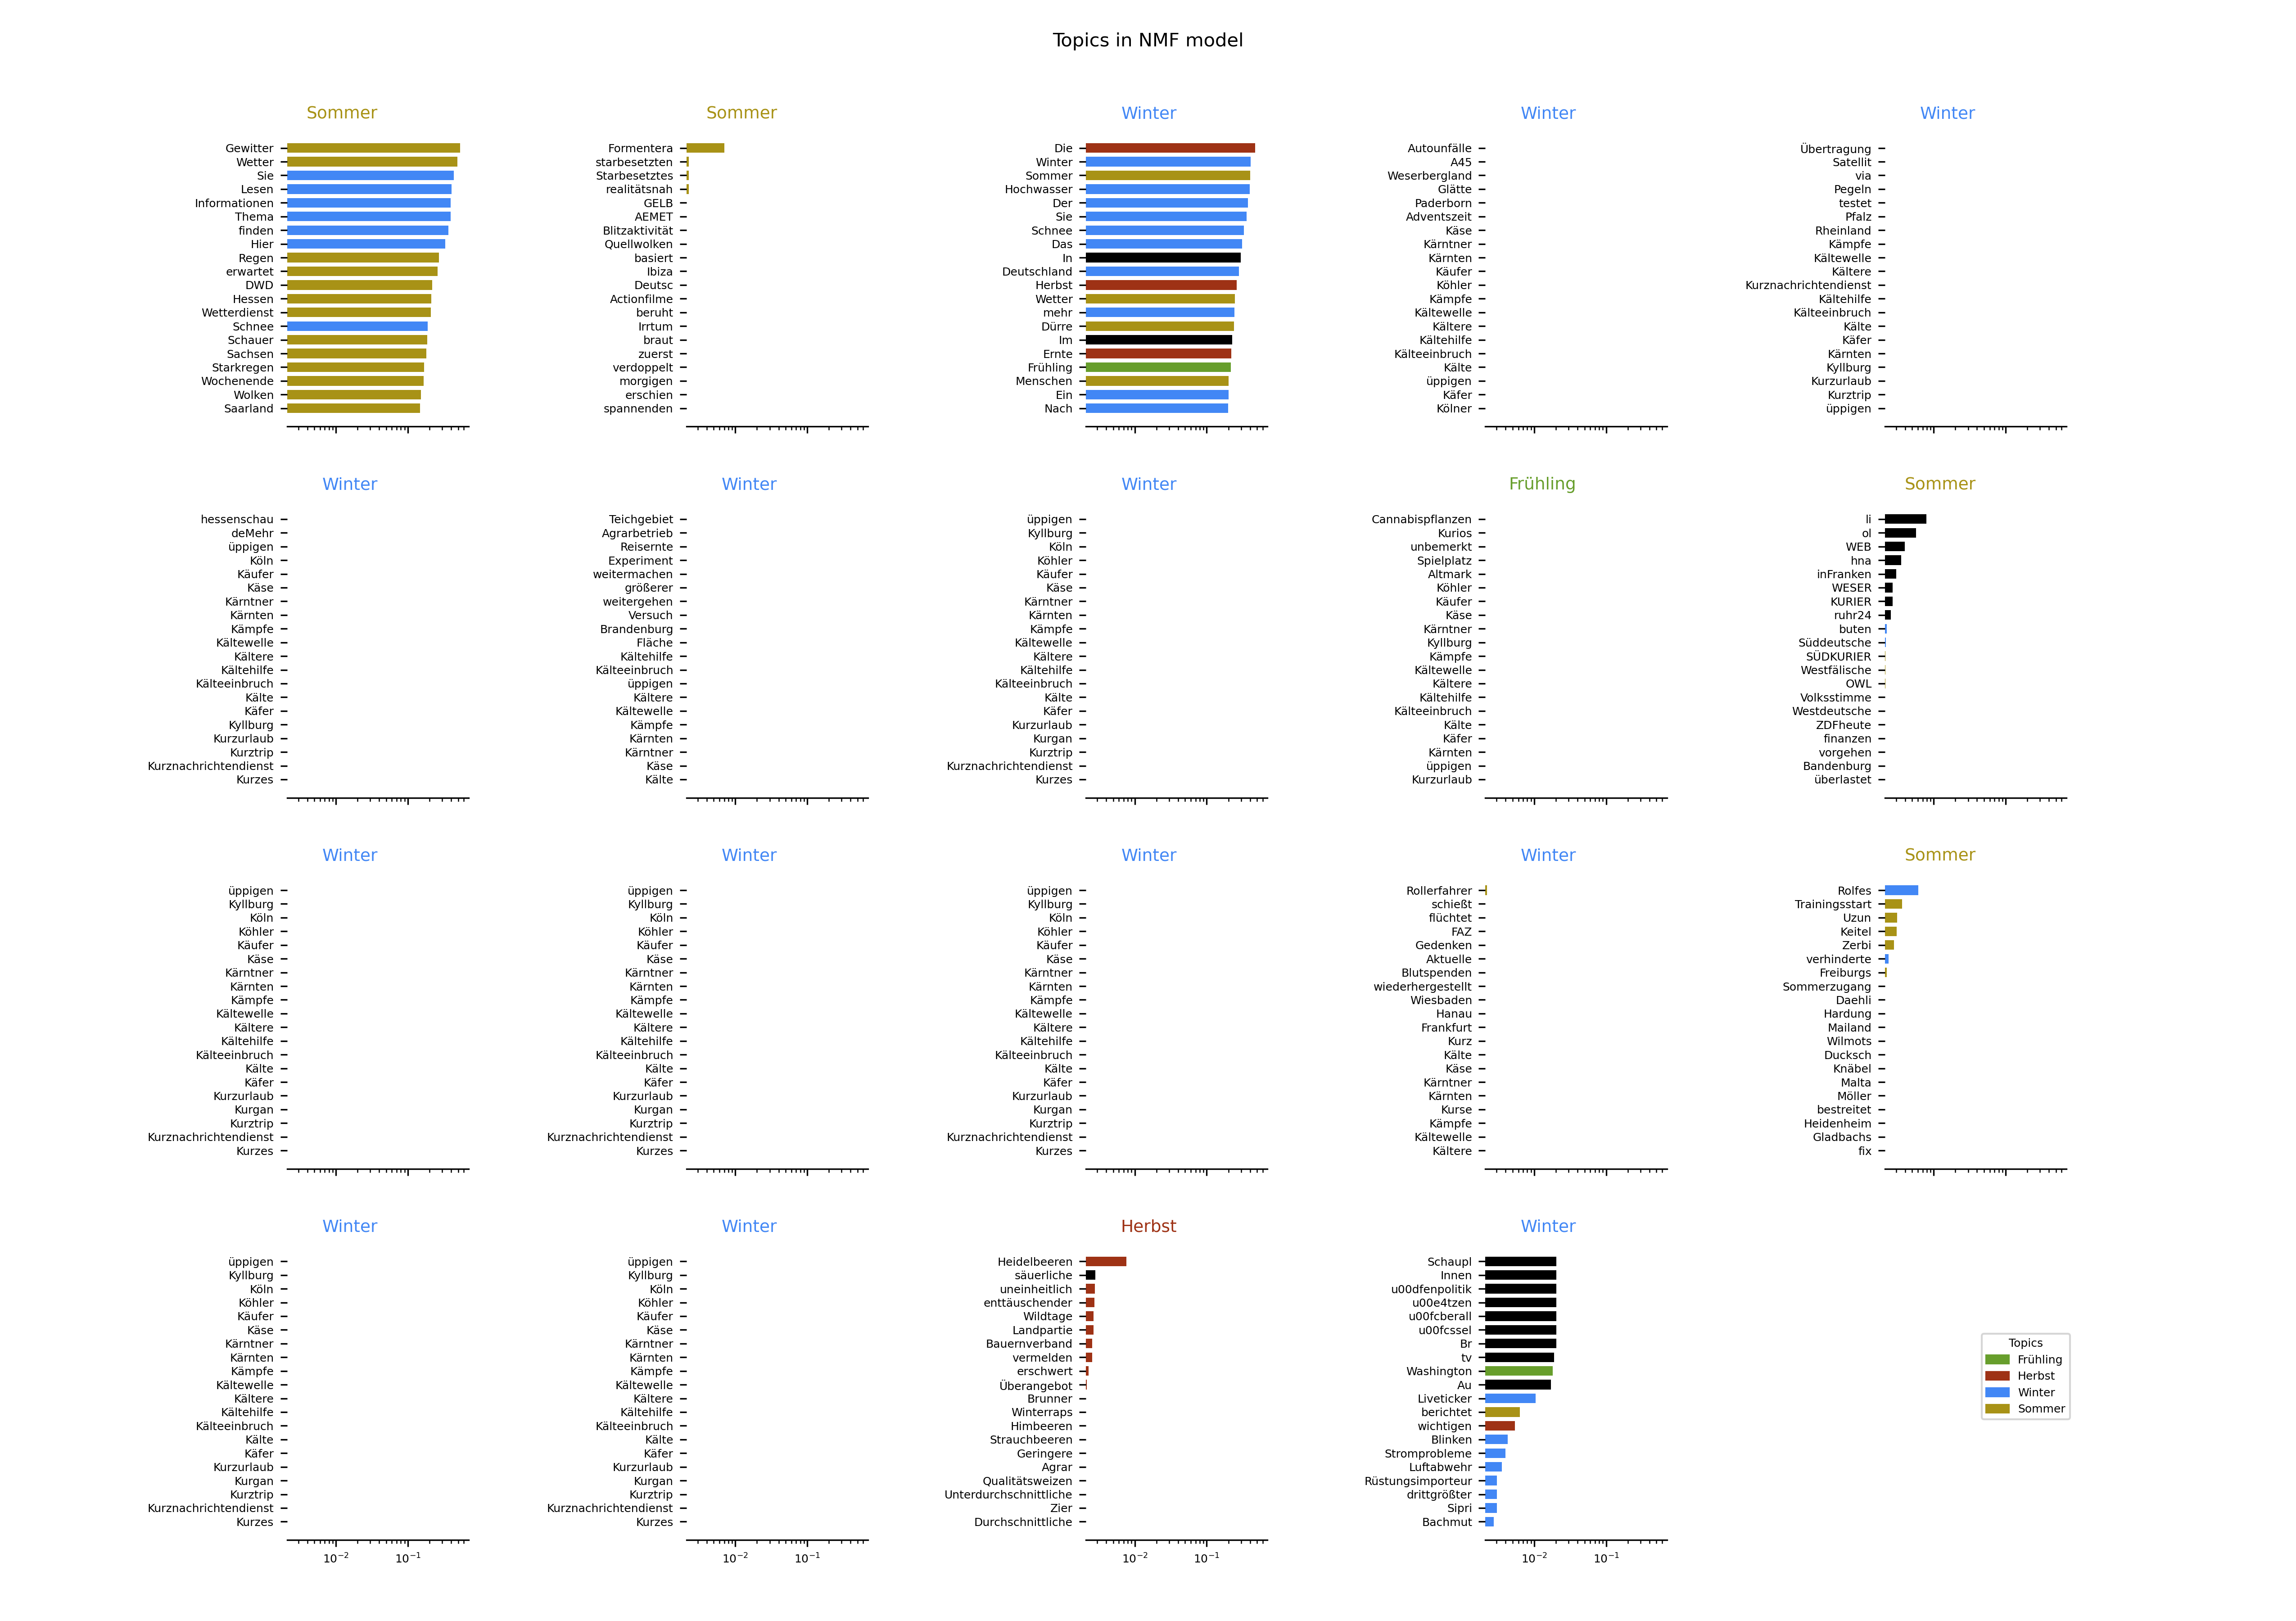 Topics in NMF model
Sommer
Gewitter
Wetter
Sie
Lesen
Informationen
Thema
finden
Hier
Regen
erwartet
DWD
Hessen
Wetterdienst
Schnee
Schauer
Sachsen
Starkregen
Wochenende
Wolken
Saarland
Sommer
Formentera
starbesetzten
Starbesetztes
realitätsnah
GELB
AEMET
Blitzaktivität
Quellwolken
basiert
Ibiza
Deutsc
Actionfilme
beruht
Irrtum
braut
zuerst
verdoppelt
morgigen
erschien
spannenden
Winter
Die
Winter
Sommer
Hochwasser
Der
Sie
Schnee
Das
In
Deutschland
Herbst
Wetter
mehr
Dürre
Im
Ernte
Frühling
Menschen
Ein
Nach
Winter
Autounfälle
A45
Weserbergland
Glätte
Paderborn
Adventszeit
Käse
Kärntner
Kärnten
Käufer
Köhler
Kämpfe
Kältewelle
Kältere
Kältehilfe
Kälteeinbruch
Kälte
üppigen
Käfer
Kölner
Winter
Übertragung
Satellit
via
Pegeln
testet
Pfalz
Rheinland
Kämpfe
Kältewelle
Kältere
Kurznachrichtendienst
Kältehilfe
Kälteeinbruch
Kälte
Käfer
Kärnten
Kyllburg
Kurzurlaub
Kurztrip
üppigen
Winter
hessenschau
deMehr
üppigen
Köln
Käufer
Käse
Kärntner
Kärnten
Kämpfe
Kältewelle
Kältere
Kältehilfe
Kälteeinbruch
Kälte
Käfer
Kyllburg
Kurzurlaub
Kurztrip
Kurznachrichtendienst
Kurzes
Winter
Teichgebiet
Agrarbetrieb
Reisernte
Experiment
weitermachen
größerer
weitergehen
Versuch
Brandenburg
Fläche
Kältehilfe
Kälteeinbruch
üppigen
Kältere
Kältewelle
Kämpfe
Kärnten
Kärntner
Käse
Kälte
Winter
üppigen
Kyllburg
Köln
Köhler
Käufer
Käse
Kärntner
Kärnten
Kämpfe
Kältewelle
Kältere
Kältehilfe
Kälteeinbruch
Kälte
Käfer
Kurzurlaub
Kurgan
Kurztrip
Kurznachrichtendienst
Kurzes
Frühling
Cannabispflanzen
Kurios
unbemerkt
Spielplatz
Altmark
Köhler
Käufer
Käse
Kärntner
Kyllburg
Kämpfe
Kältewelle
Kältere
Kältehilfe
Kälteeinbruch
Kälte
Käfer
Kärnten
üppigen
Kurzurlaub
Sommer
li
ol
WEB
hna
inFranken
WESER
KURIER
ruhr24
buten
Süddeutsche
SÜDKURIER
Westfälische
OWL
Volksstimme
Westdeutsche
ZDFheute
finanzen
vorgehen
Bandenburg
überlastet
Winter
üppigen
Kyllburg
Köln
Köhler
Käufer
Käse
Kärntner
Kärnten
Kämpfe
Kältewelle
Kältere
Kältehilfe
Kälteeinbruch
Kälte
Käfer
Kurzurlaub
Kurgan
Kurztrip
Kurznachrichtendienst
Kurzes
Winter
üppigen
Kyllburg
Köln
Köhler
Käufer
Käse
Kärntner
Kärnten
Kämpfe
Kältewelle
Kältere
Kältehilfe
Kälteeinbruch
Kälte
Käfer
Kurzurlaub
Kurgan
Kurztrip
Kurznachrichtendienst
Kurzes
Winter
üppigen
Kyllburg
Köln
Köhler
Käufer
Käse
Kärntner
Kärnten
Kämpfe
Kältewelle
Kältere
Kältehilfe
Kälteeinbruch
Kälte
Käfer
Kurzurlaub
Kurgan
Kurztrip
Kurznachrichtendienst
Kurzes
Winter
Rollerfahrer
schießt
flüchtet
FAZ
Gedenken
Aktuelle
Blutspenden
wiederhergestellt
Wiesbaden
Hanau
Frankfurt
Kurz
Kälte
Käse
Kärntner
Kärnten
Kurse
Kämpfe
Kältewelle
Kältere
Sommer
Rolfes
Trainingsstart
Uzun
Keitel
Zerbi
verhinderte
Freiburgs
Sommerzugang
Daehli
Hardung
Mailand
Wilmots
Ducksch
Knäbel
Malta
Möller
bestreitet
Heidenheim
Gladbachs
fix
Winter
üppigen
Kyllburg
Köln
Köhler
Käufer
Käse
Kärntner
Kärnten
Kämpfe
Kältewelle
Kältere
Kältehilfe
Kälteeinbruch
Kälte
Käfer
Kurzurlaub
Kurgan
Kurztrip
Kurznachrichtendienst
Kurzes
10⁻² 10⁻¹
Winter
üppigen
Kyllburg
Köln
Köhler
Käufer
Käse
Kärntner
Kärnten
Kämpfe
Kältewelle
Kältere
Kältehilfe
Kälteeinbruch
Kälte
Käfer
Kurzurlaub
Kurgan
Kurztrip
Kurznachrichtendienst
Kurzes
10⁻² 10⁻¹
Herbst
Heidelbeeren
säuerliche
uneinheitlich
enttäuschender
Wildtage
Landpartie
Bauernverband
vermelden
erschwert
Überangebot
Brunner
Winterraps
Himbeeren
Strauchbeeren
Geringere
Agrar
Qualitätsweizen
Unterdurchschnittliche
Zier
Durchschnittliche
10⁻² 10⁻¹
Winter
Schaupl
Innen
u00dfenpolitik
u00e4tzen
u00fcberall
u00fcssel
Br
tv
Washington
Au
Liveticker
berichtet
wichtigen
Blinken
Stromprobleme
Luftabwehr
Rüstungsimporteur
drittgrößter
Sipri
Bachmut
10⁻² 10⁻¹
Topics
Frühling
Herbst
Winter
Sommer